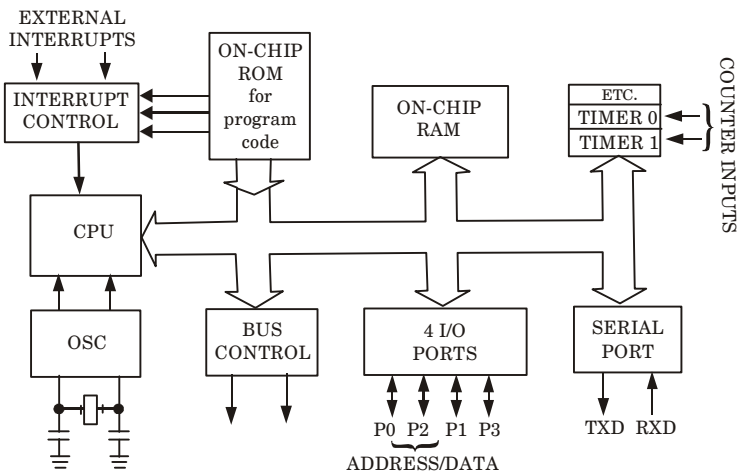 EXTERNAL
INTERRUPTS
INTERRUPT
CONTROL
ON-CHIP
ROM
for
program
code
ON-CHIP
RAM
ETC.
TIMER 0
TIMER 1
COUNTER INPUTS
CPU
OSC
BUS
CONTROL
4 I/O
PORTS
SERIAL
PORT
P0 P2 P1 P3
TXD RXD
ADDRESS/DATA